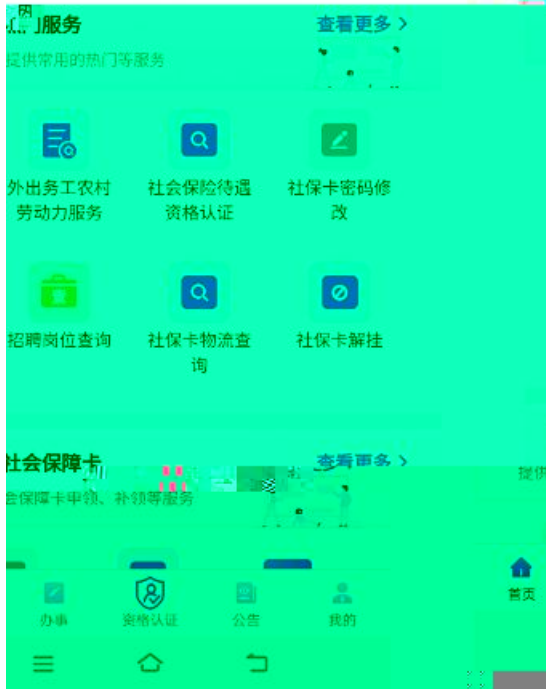 门服务
查看更多
提供常用的热门等服务
外出务工农村
劳动力服务
社会保险待遇
资格认证
社保卡密码修
改
招聘岗位查询
社保卡物流查
询
社保卡解挂
社会保障卡
查看更多
会保障卡申领、补领等服务
提供
办事
资格认证
公告
我的
首页